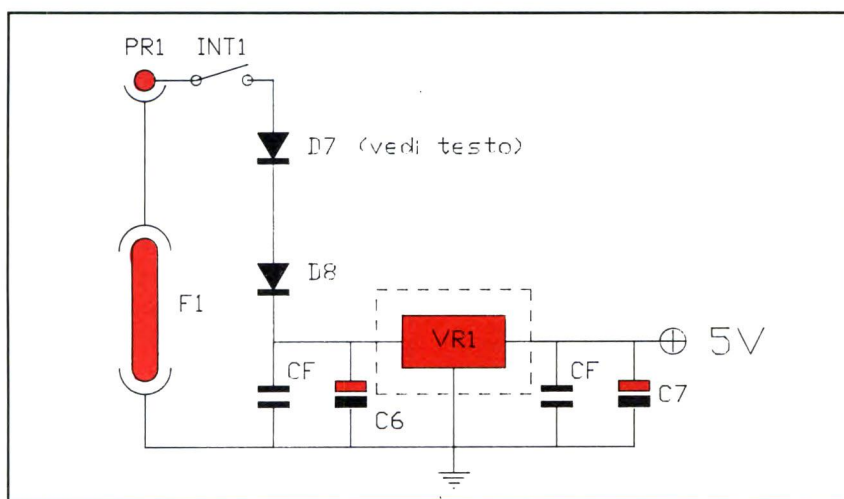 PR1 INT1
D7 (vedi testo)
D8
F1
VR1
5V
CF
CF
C6
C7